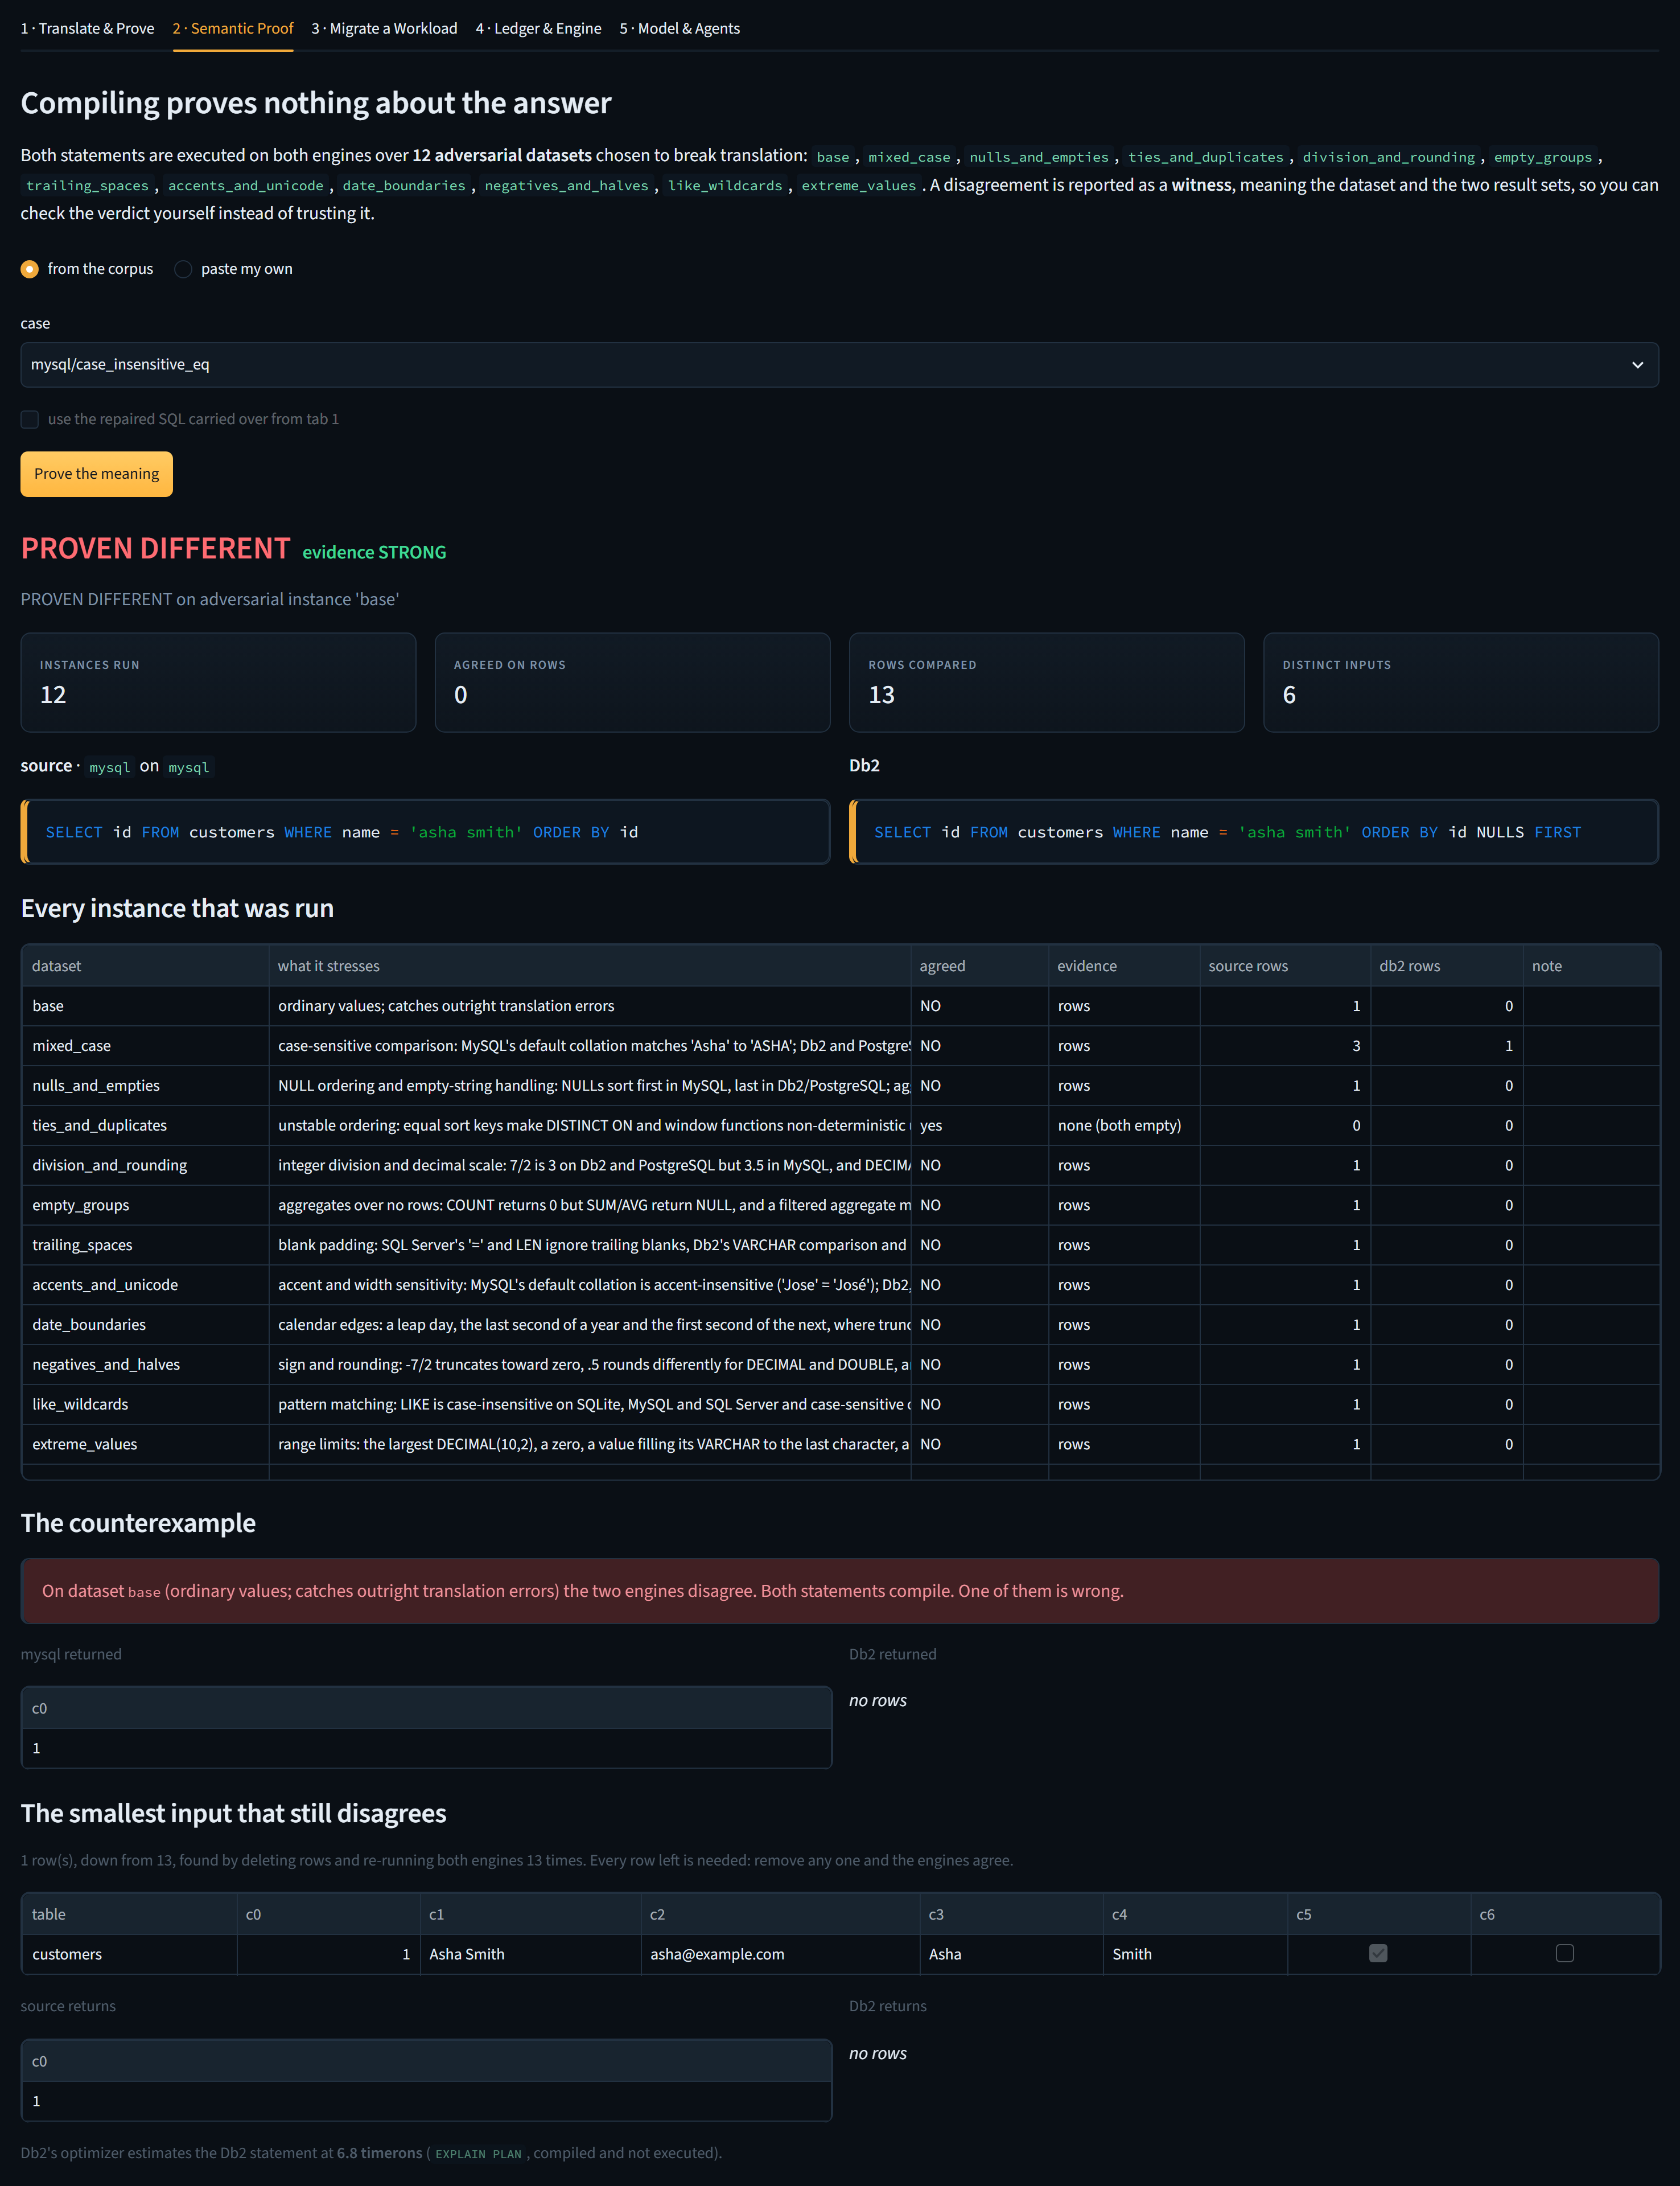 1 · Translate & Prove 2 · Semantic Proof 3 · Migrate a Workload 4 · Ledger & Engine 5 · Model & Agents
Compiling proves nothing about the answer
Both statements are executed on both engines over 12 adversarial datasets chosen to break translation: base , mixed_case , nulls_and_empties , ties_and_duplicates , division_and_rounding , empty_groups ,
trailing_spaces , accents_and_unicode , date_boundaries , negatives_and_halves , like_wildcards , extreme_values . A disagreement is reported as a witness, meaning the dataset and the two result sets, so you can
check the verdict yourself instead of trusting it.
from the corpus paste my own
case
mysql/case_insensitive_eq
use the repaired SQL carried over from tab 1
Prove the meaning
PROVEN DIFFERENT evidence STRONG
PROVEN DIFFERENT on adversarial instance 'base'
INSTANCES RUN AGREED ON ROWS ROWS COMPARED DISTINCT INPUTS
12 0 13 6
source · mysql on mysql Db2
SELECT id FROM customers WHERE name = 'asha smith' ORDER BY id SELECT id FROM customers WHERE name = 'asha smith' ORDER BY id NULLS FIRST
Every instance that was run
dataset what it stresses agreed evidence source rows db2 rows note
base ordinary values; catches outright translation errors NO rows 1 0
mixed_case case-sensitive comparison: MySQL's default collation matches 'Asha' to 'ASHA'; Db2 and PostgreS NO rows 3 1
nulls_and_empties NULL ordering and empty-string handling: NULLs sort first in MySQL, last in Db2/PostgreSQL; ag NO rows 1 0
ties_and_duplicates unstable ordering: equal sort keys make DISTINCT ON and window functions non-deterministic yes none (both empty) 0 0
division_and_rounding integer division and decimal scale: 7/2 is 3 on Db2 and PostgreSQL but 3.5 in MySQL, and DECIMA NO rows 1 0
empty_groups aggregates over no rows: COUNT returns 0 but SUM/AVG return NULL, and a filtered aggregate m NO rows 1 0
trailing_spaces blank padding: SQL Server's '=' and LEN ignore trailing blanks, Db2's VARCHAR comparison and NO rows 1 0
accents_and_unicode accent and width sensitivity: MySQL's default collation is accent-insensitive ('Jose' = 'José'); Db2, NO rows 1 0
date_boundaries calendar edges: a leap day, the last second of a year and the first second of the next, where trunc NO rows 1 0
negatives_and_halves sign and rounding: -7/2 truncates toward zero, .5 rounds differently for DECIMAL and DOUBLE, a NO rows 1 0
like_wildcards pattern matching: LIKE is case-insensitive on SQLite, MySQL and SQL Server and case-sensitive NO rows 1 0
extreme_values range limits: the largest DECIMAL(10,2), a zero, a value filling its VARCHAR to the last character, a NO rows 1 0
The counterexample
On dataset base (ordinary values; catches outright translation errors) the two engines disagree. Both statements compile. One of them is wrong.
mysql returned Db2 returned
c0 no rows
1
The smallest input that still disagrees
1 row(s), down from 13, found by deleting rows and re-running both engines 13 times. Every row left is needed: remove any one and the engines agree.
table c0 c1 c2 c3 c4 c5 c6
customers 1 Asha Smith asha@example.com Asha Smith
source returns Db2 returns
c0 no rows
1
Db2's optimizer estimates the Db2 statement at 6.8 timerons ( EXPLAIN PLAN , compiled and not executed).